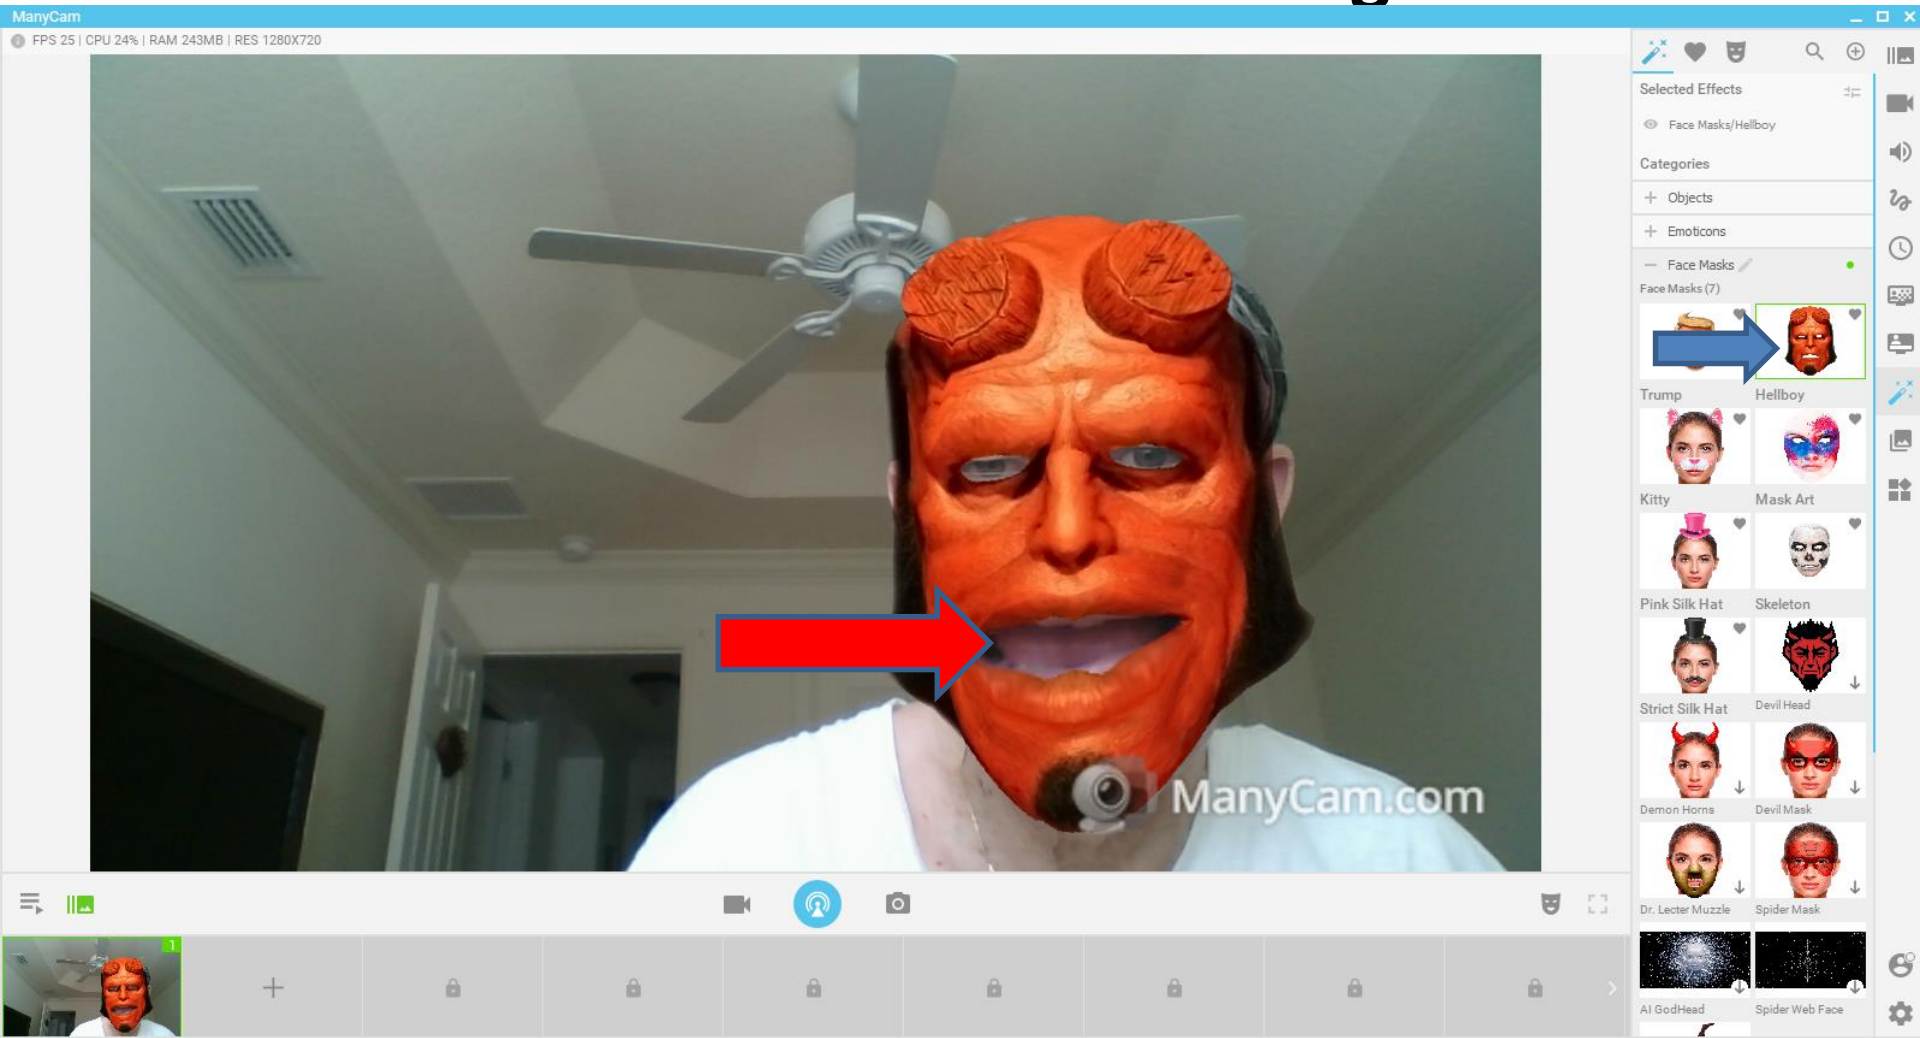 ManyCam
FPS 25 | CPU 24% | RAM 243MB | RES 1280X720
Selected Effects
Face Masks/Hellboy
Categories
Objects
Emoticons
Face Masks
Face Masks (7)
Trump
Hellboy
Kitty
Mask Art
Pink Silk Hat
Skeleton
Strict Silk Hat
Devil Head
Demon Horns
Devil Mask
Dr. Lecter Muzzle
Spider Mask
AI GodHead
Spider Web Face
ManyCam.com
1